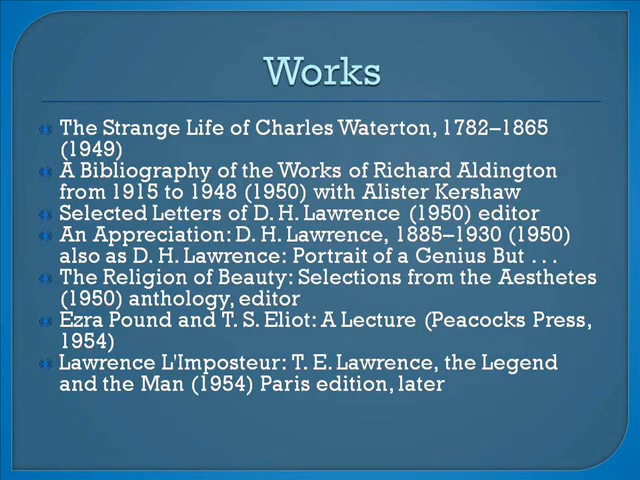 Works
The Strange Life of Charles Waterton, 1782–1865
(1949)
A Bibliography of the Works of Richard Aldington
from 1915 to 1948 (1950) with Alister Kershaw
Selected Letters of D. H. Lawrence (1950) editor
An Appreciation: D. H. Lawrence, 1885–1930 (1950)
also as D. H. Lawrence: Portrait of a Genius But . . .
The Religion of Beauty: Selections from the Aesthetes
(1950) anthology, editor
Ezra Pound and T. S. Eliot: A Lecture (Peacocks Press,
1954)
Lawrence L'Imposteur: T. E. Lawrence, the Legend
and the Man (1954) Paris edition, later